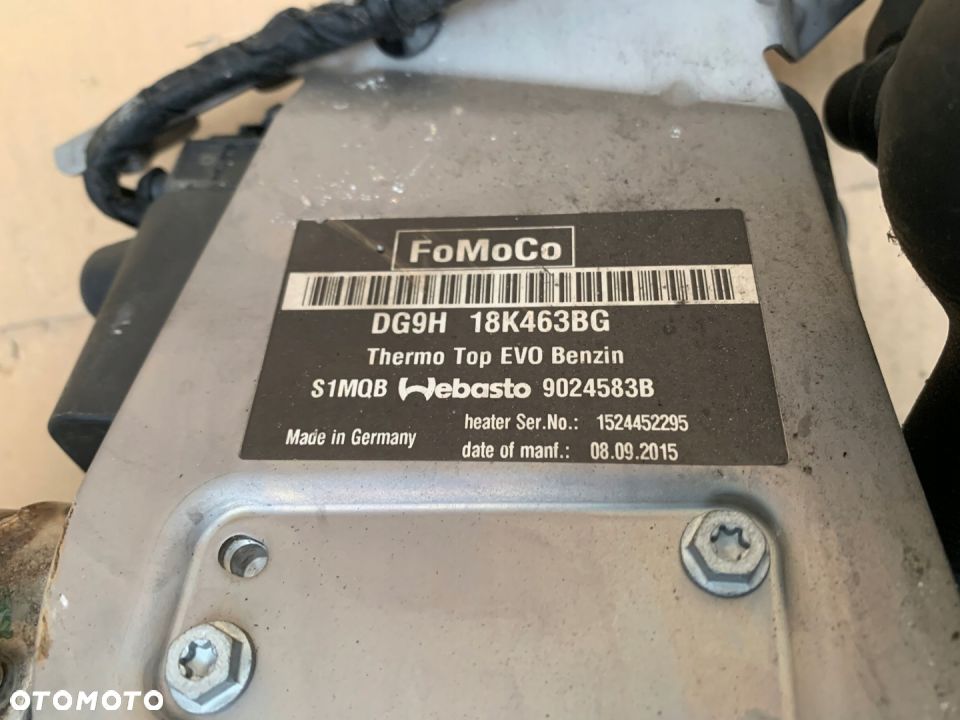 FoMoCo
DG9H 18K463BG
Thermo Top EVO Benzin
S1MQB Webasto 9024583B
heater Ser.No.: 1524452295
Made in Germany
date of manf.: 08.09.2015
OTOMOTO